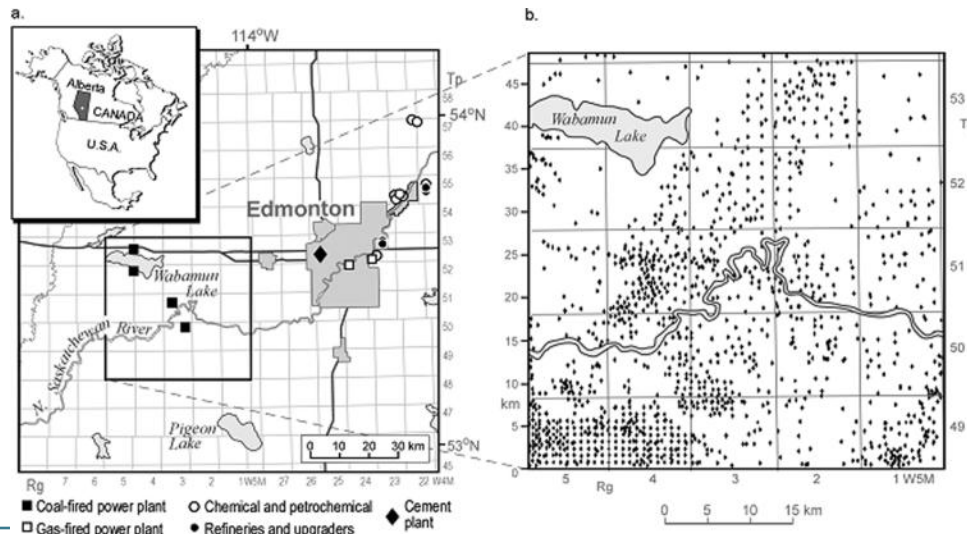 a.
114°W
Alberta
CANADA
U.S.A.
Tp
58
54°N
57
56
55
54
53
52
51
50
49
48
47
46
53°N
45
Edmonton
Wabamun
Lake
N. Saskatchewan River
Pigeon
Lake
0 10 20 30 km
Rg 7 6 5 4 3 2 1W5M 27 26 25 24 23 22 W4M
■ Coal-fired power plant
□ Gas-fired power plant
○ Chemical and petrochemical
● Refineries and upgraders
◆ Cement
plant
b.
45
40
35
30
25
20
15
10
km
5
0
Wabamun
Lake
53
T
52
51
50
49
5 Rg 4 3 2 1 W5M
0 5 10 15 km